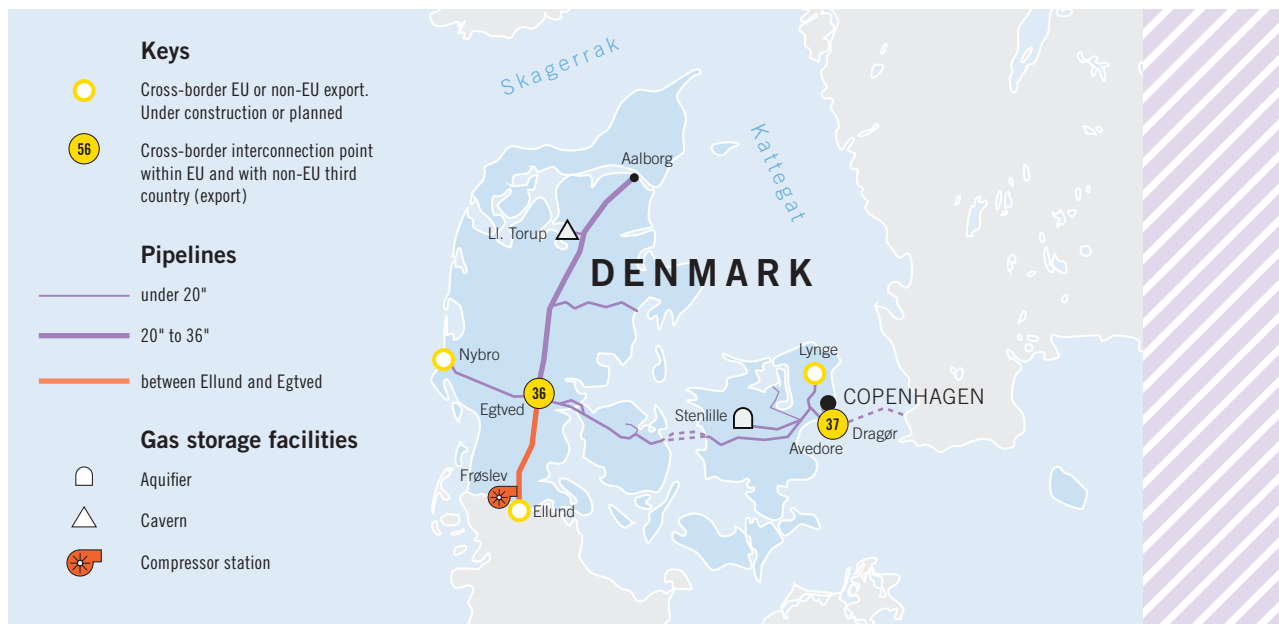 Keys
Cross-border EU or non-EU export.
Under construction or planned
56
Cross-border interconnection point
within EU and with non-EU third
country (export)
Pipelines
under 20"
20" to 36"
between Ellund and Egtved
Gas storage facilities
Aquifier
Cavern
Compressor station
Skagerrak
Kattegat
Aalborg
Ll. Torup
DENMARK
Nybro
Lynge
36
Egtved
COPENHAGEN
Stenlille
37
Dragør
Avedore
Frøslev
Ellund